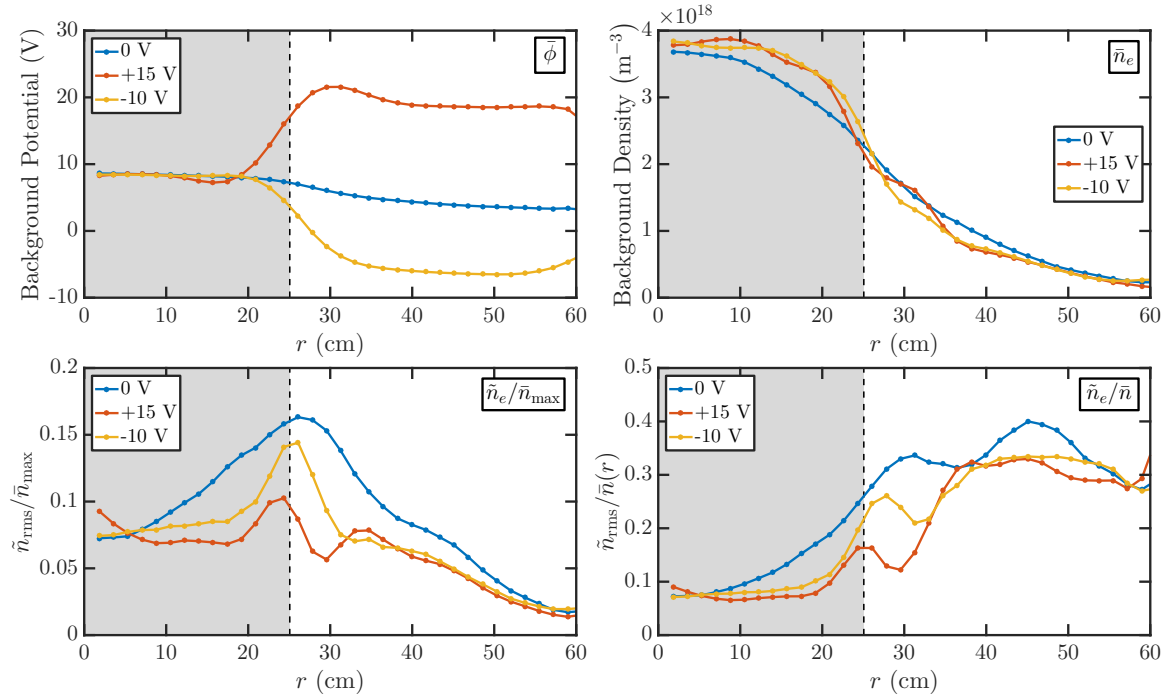 30
20
10
0
-10
0 10 20 30 40 50 60
Background Potential (V)
r (cm)
0 V
+15 V
-10 V
ϕ̄
×10¹⁸
4
3
2
1
0
0 10 20 30 40 50 60
Background Density (m⁻³)
r (cm)
n̄ₑ
0 V
+15 V
-10 V
0.2
0.15
0.1
0.05
0
0 10 20 30 40 50 60
ñrms/n̄max
r (cm)
0 V
+15 V
-10 V
ñₑ/n̄max
0.5
0.4
0.3
0.2
0.1
0
0 10 20 30 40 50 60
ñrms/n̄(r)
r (cm)
0 V
+15 V
-10 V
ñₑ/n̄